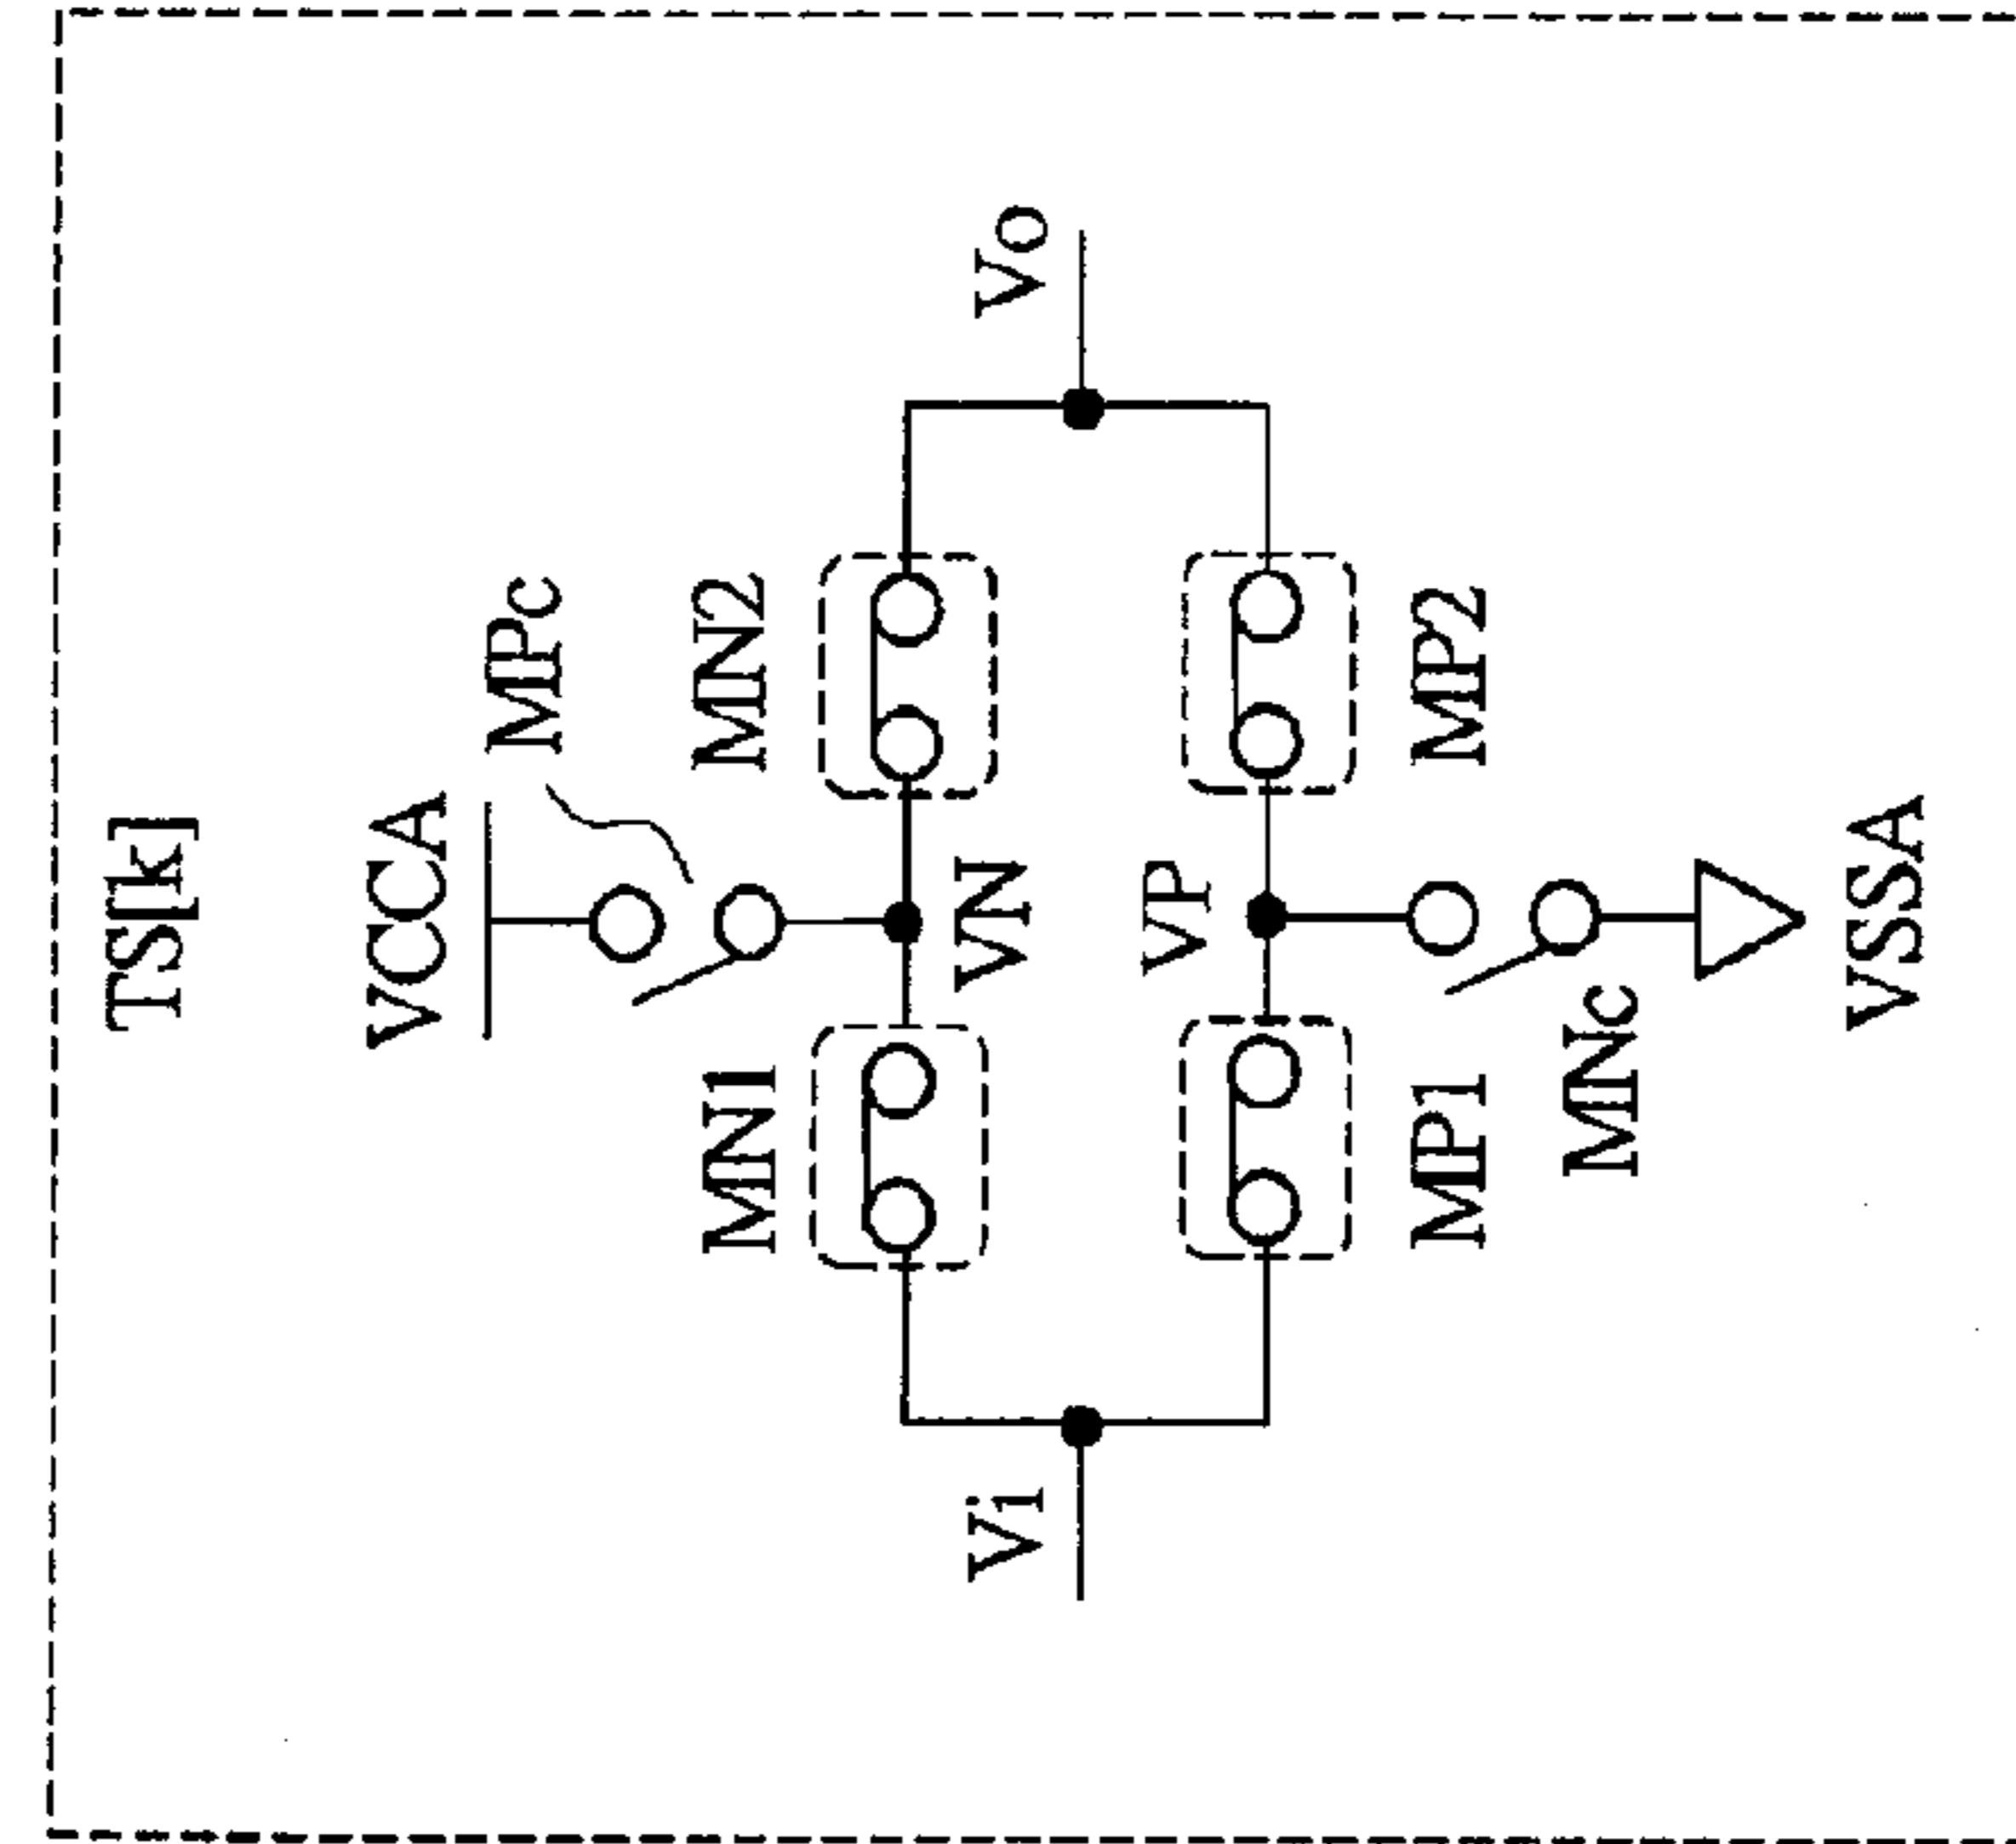 TS[k]
VCCA
MPc
MN1
MN2
VN
Vi
Vo
VP
MP1
MP2
MNc
VSSA